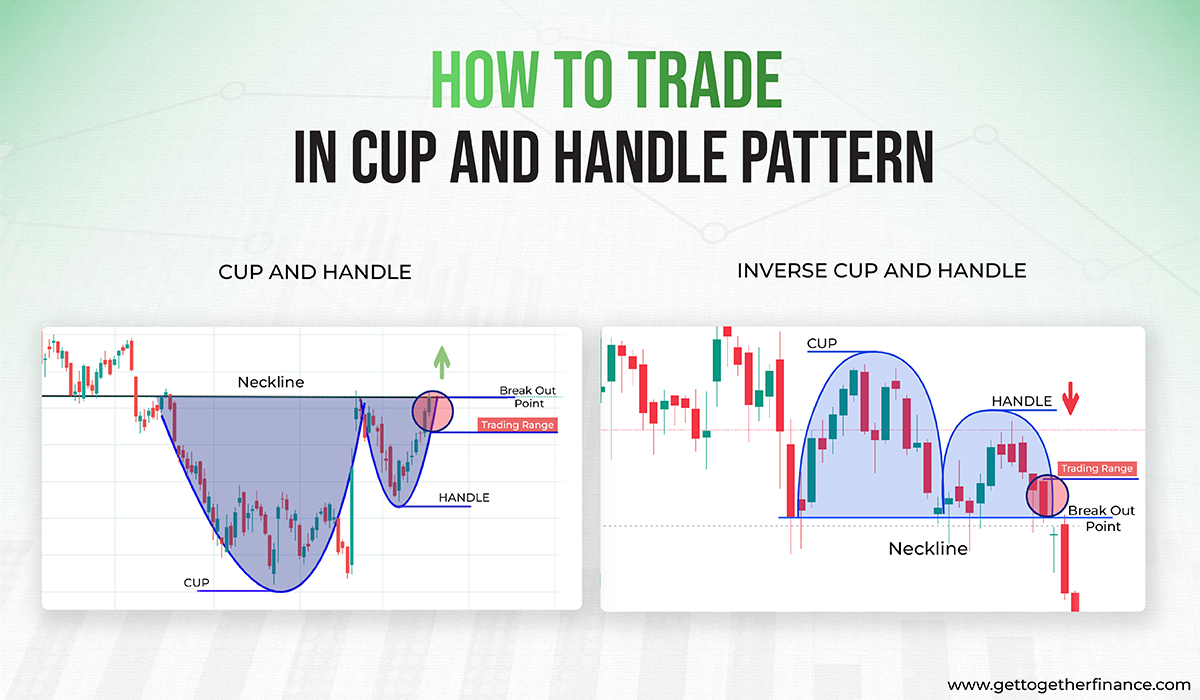 HOW TO TRADE
IN CUP AND HANDLE PATTERN
CUP AND HANDLE
Neckline
Break Out
Point
Trading Range
HANDLE
CUP
INVERSE CUP AND HANDLE
CUP
HANDLE
Trading Range
Break Out
Point
Neckline
www.gettogetherfinance.com